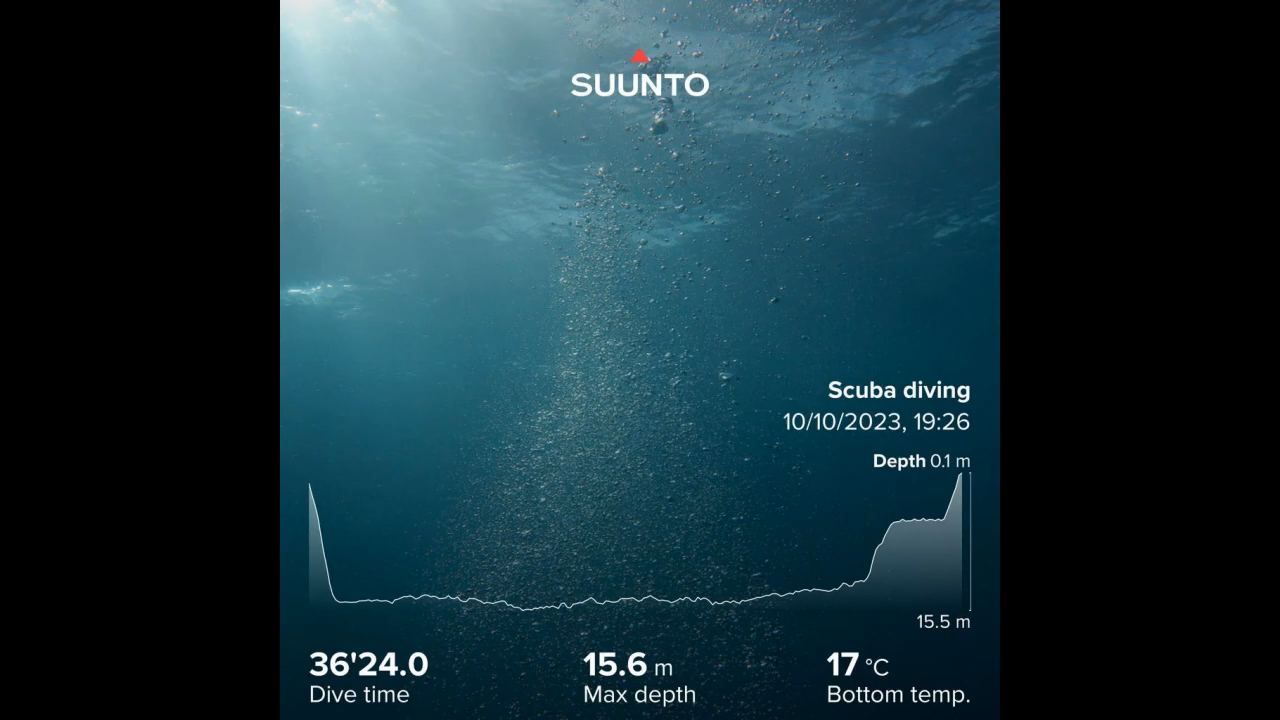 SUUNTO
Scuba diving
10/10/2023, 19:26
Depth 0.1 m
15.5 m
36'24.0
Dive time
15.6 m
Max depth
17 °C
Bottom temp.